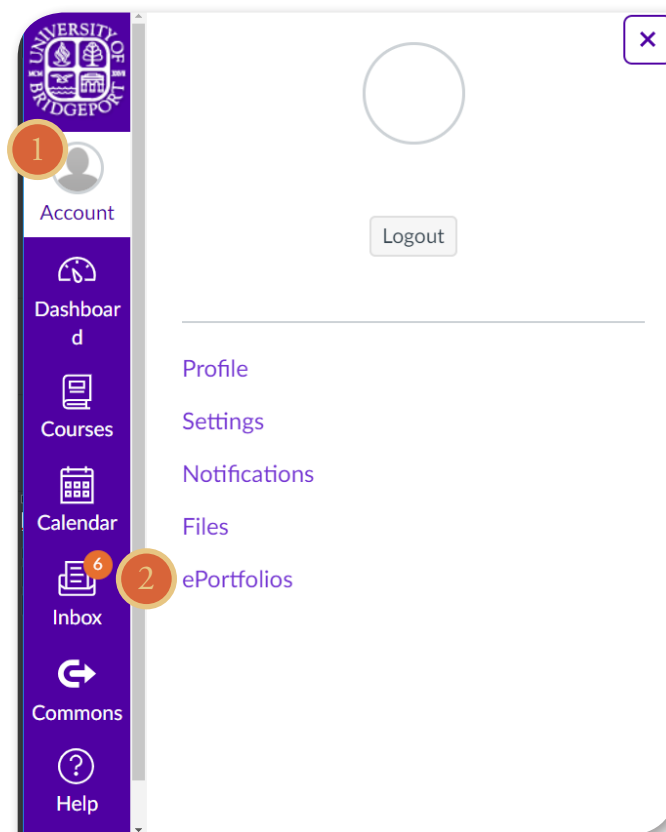 UNIVERSITY OF
BRIDGEPORT
1
Account
Dashboar
d
Courses
Calendar
6
Inbox
Commons
Help
×
Logout
Profile
Settings
Notifications
Files
2
ePortfolios